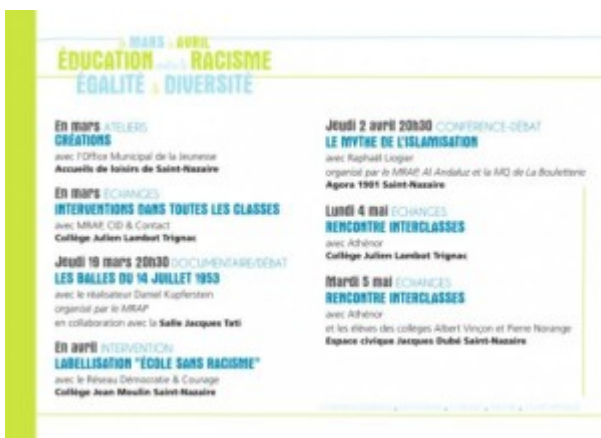 MARS AVRIL
ÉDUCATION contre le RACISME
ÉGALITÉ & DIVERSITÉ
En mars ATELIERS
CRÉATIONS
avec l'Office Municipal de la Jeunesse
Accueils de loisirs de Saint-Nazaire
En mars ECHANGES
INTERVENTIONS DANS TOUTES LES CLASSES
avec MRAP, CID & Contact
Collège Julien Lambot Trignac
Jeudi 19 mars 20h30 DOCUMENTAIRE/DÉBAT
LES BALLES DU 14 JUILLET 1953
avec le réalisateur Daniel Kupferstein
organisé par le MRAP
en collaboration avec la Salle Jacques Tati
En avril INTERVENTION
LABELLISATION "ÉCOLE SANS RACISME"
avec le Réseau Démocratie & Courage
Collège Jean Moulin Saint-Nazaire
Jeudi 2 avril 20h30 CONFÉRENCE-DÉBAT
LE MYTHE DE L'ISLAMISATION
avec Raphaël Liogier
organisé par le MRAP, Al Andaluz et la MQ de La Bouletterie
Agora 1901 Saint-Nazaire
Lundi 4 mai ECHANGES
RENCONTRE INTERCLASSES
avec Athénor
Collège Julien Lambot Trignac
Mardi 5 mai ECHANGES
RENCONTRE INTERCLASSES
avec Athénor
et les élèves des collèges Albert Vinçon et Pierre Norange
Espace civique Jacques Dubé Saint-Nazaire